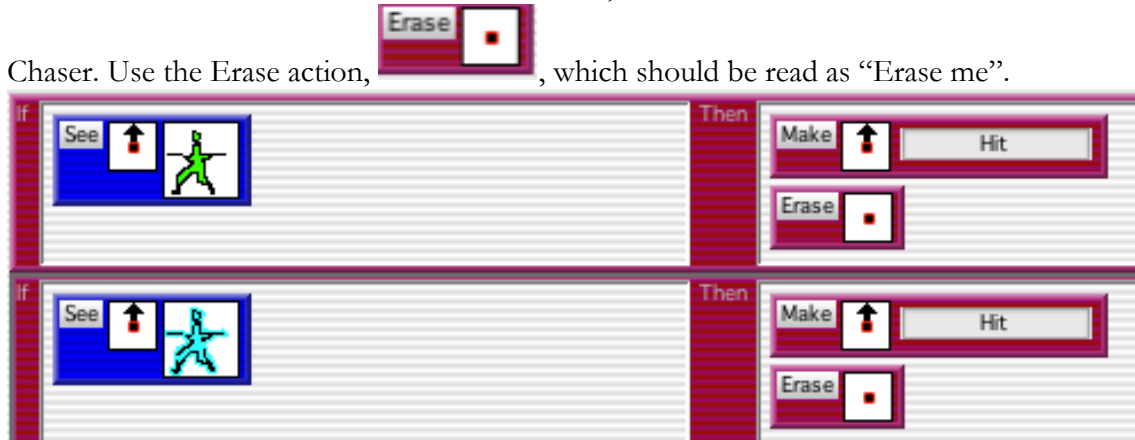 Erase
Chaser. Use the Erase action, , which should be read as “Erase me”.
If See Then Make Hit
Erase
If See Then Make Hit
Erase